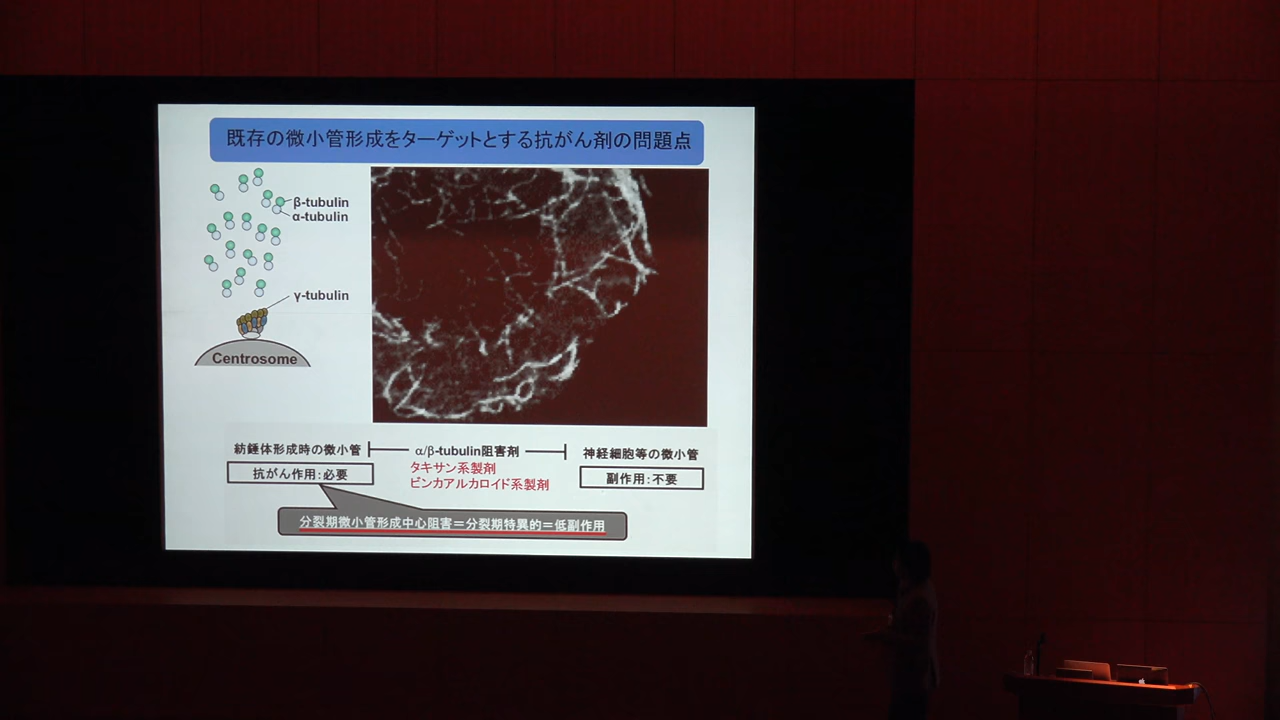 既存の微小管形成をターゲットとする抗がん剤の問題点
β-tubulin
α-tubulin
γ-tubulin
Centrosome
紡錘体形成時の微小管
α/β-tubulin阻害剤
神経細胞等の微小管
抗がん作用：必要
タキサン系製剤
ビンカアルカロイド系製剤
副作用：不要
分裂期微小管形成中心阻害＝分裂期特異的＝低副作用